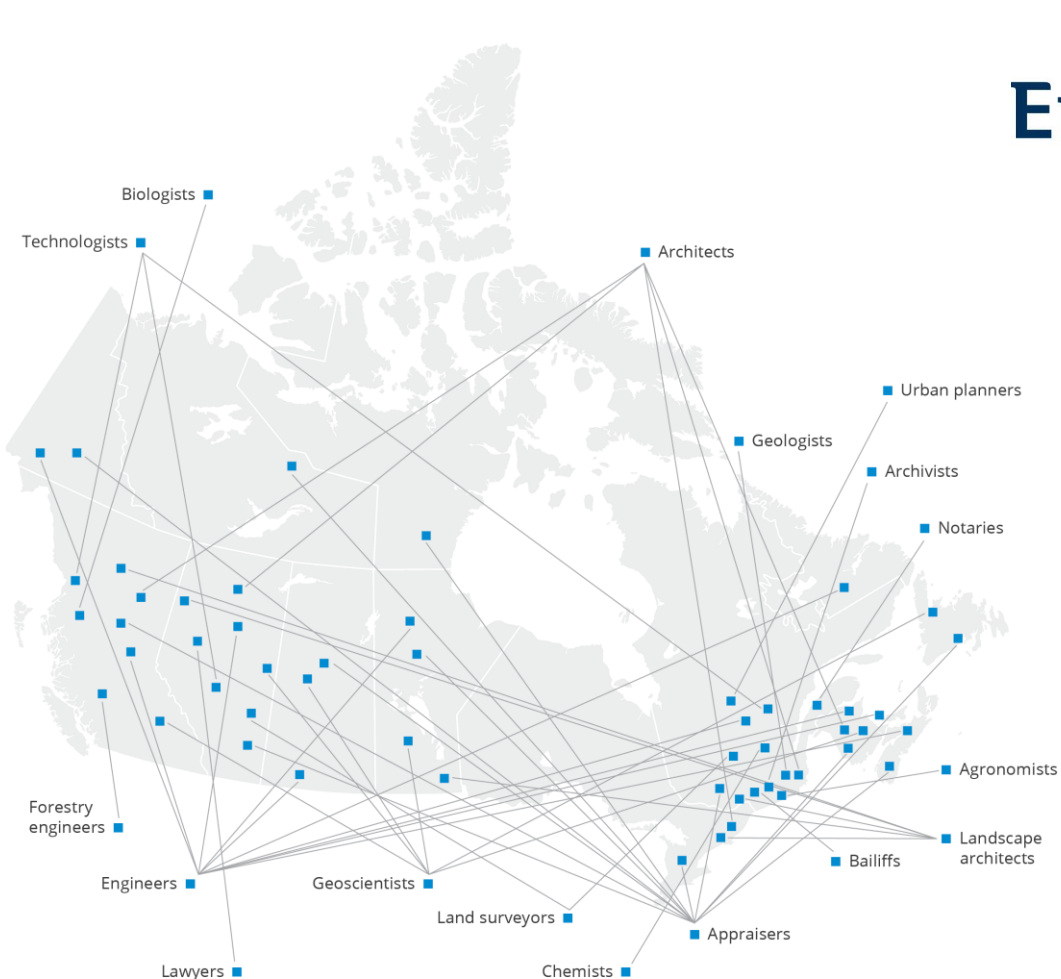 E
Biologists
Technologists
Architects
Urban planners
Geologists
Archivists
Notaries
Agronomists
Forestry
engineers
Landscape
architects
Bailiffs
Engineers
Geoscientists
Land surveyors
Appraisers
Lawyers
Chemists